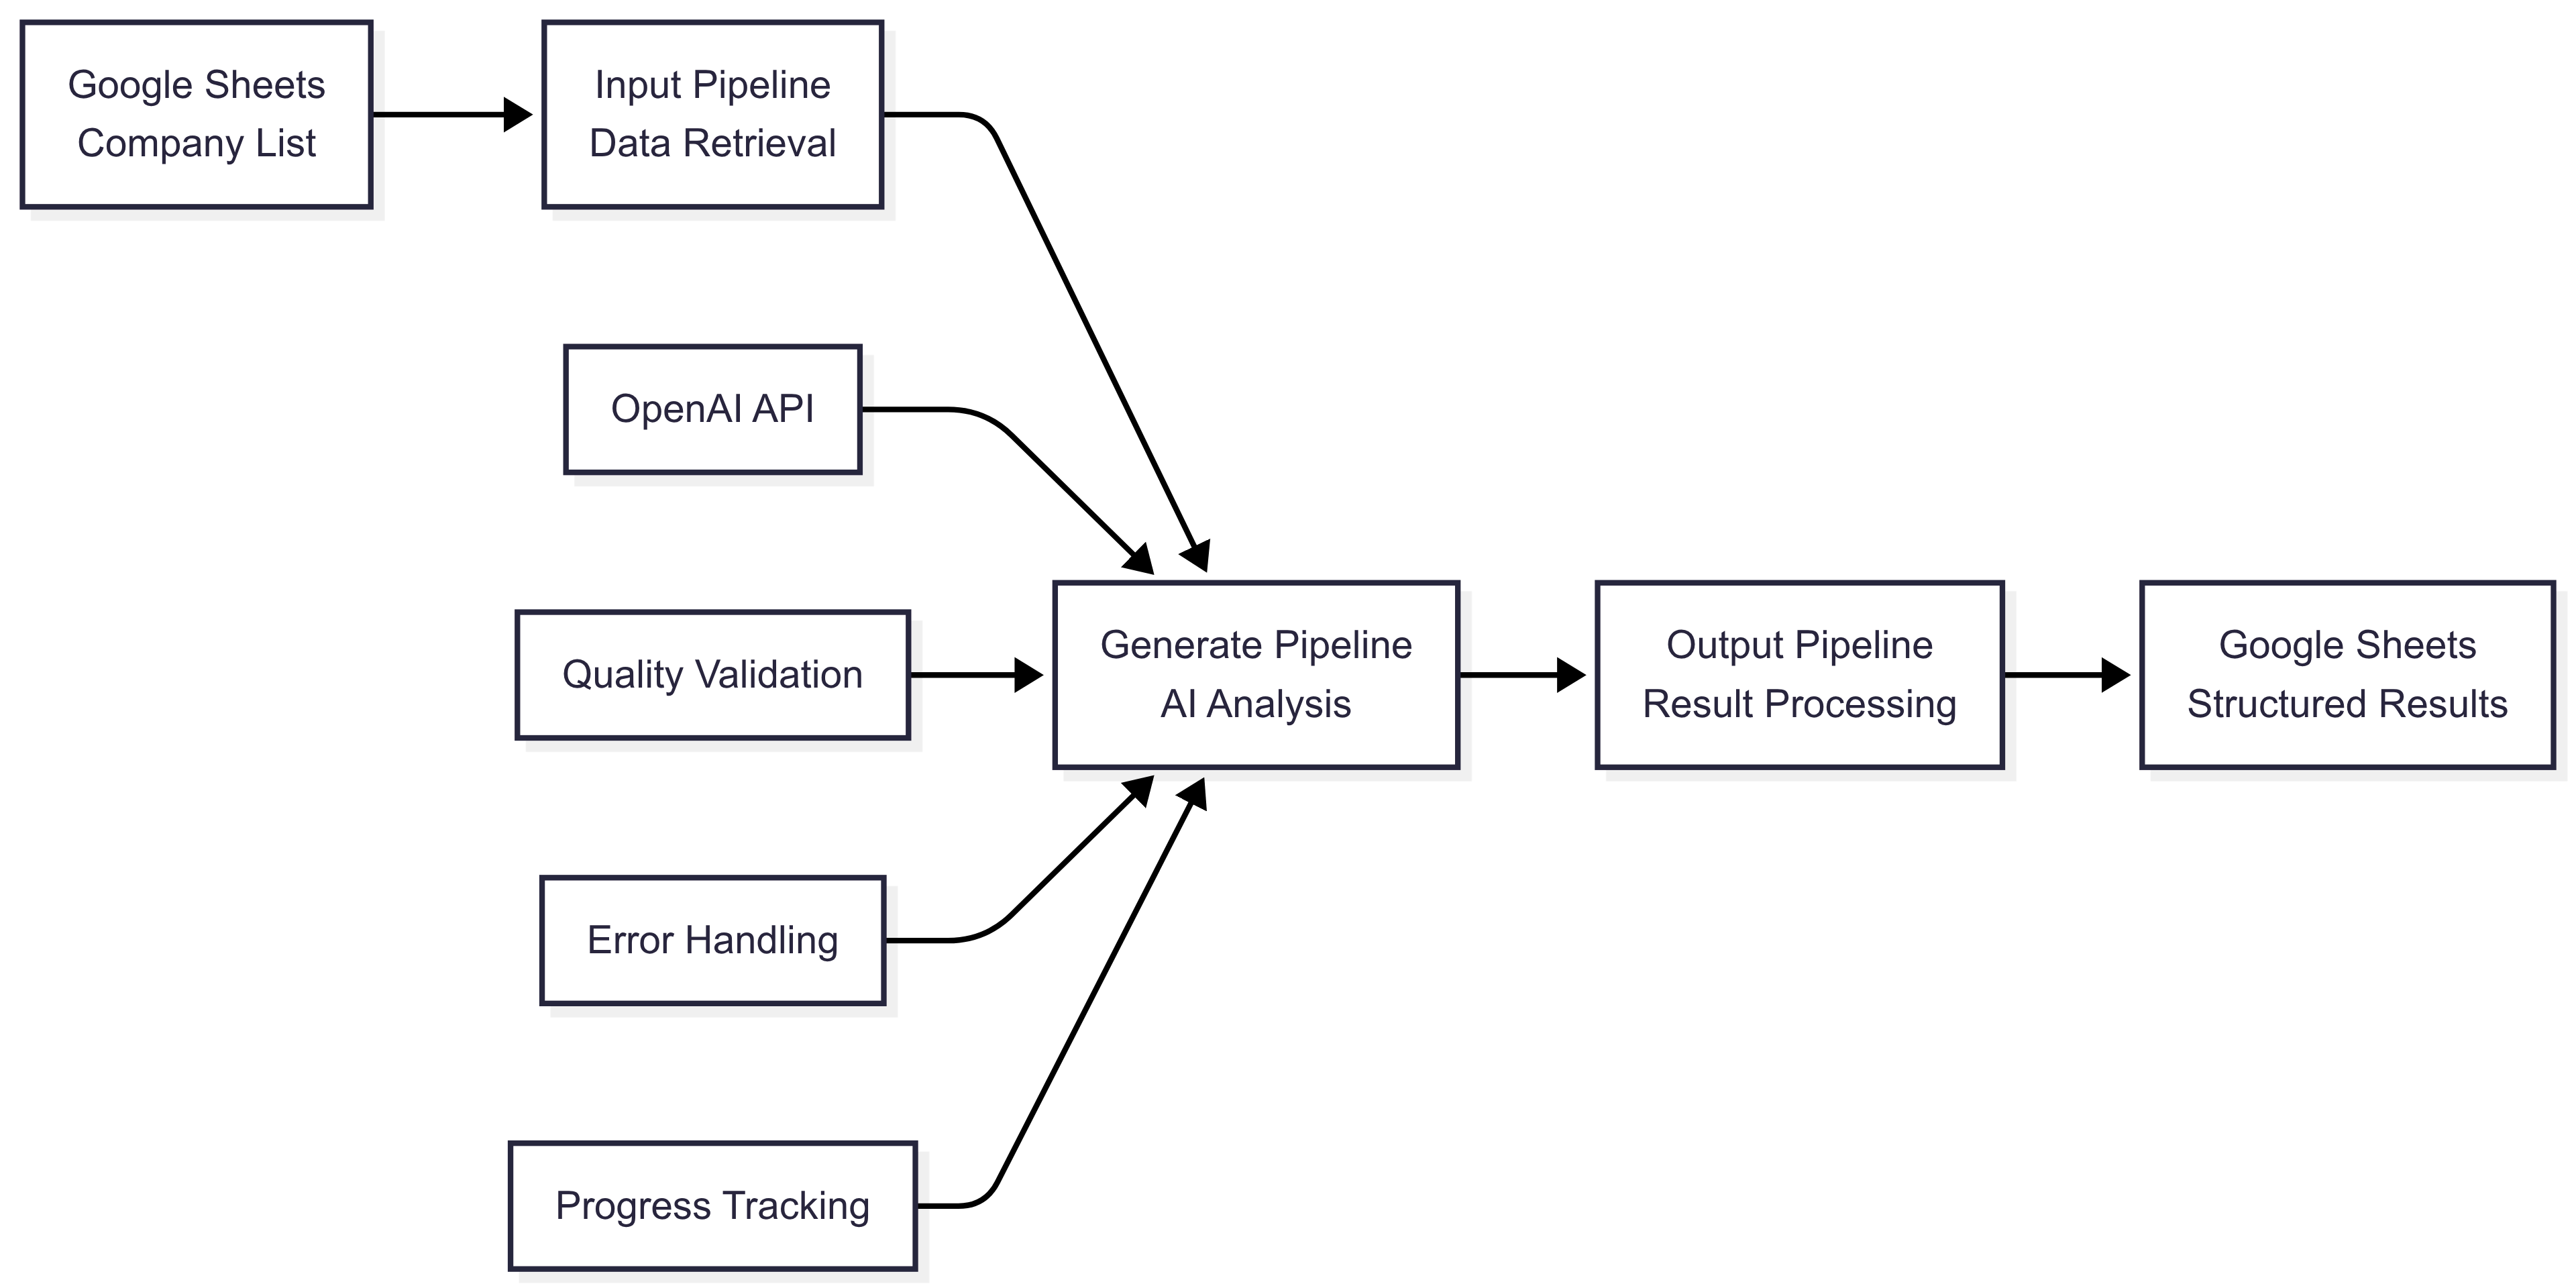 Google Sheets
Company List
Input Pipeline
Data Retrieval
OpenAI API
Quality Validation
Error Handling
Progress Tracking
Generate Pipeline
AI Analysis
Output Pipeline
Result Processing
Google Sheets
Structured Results